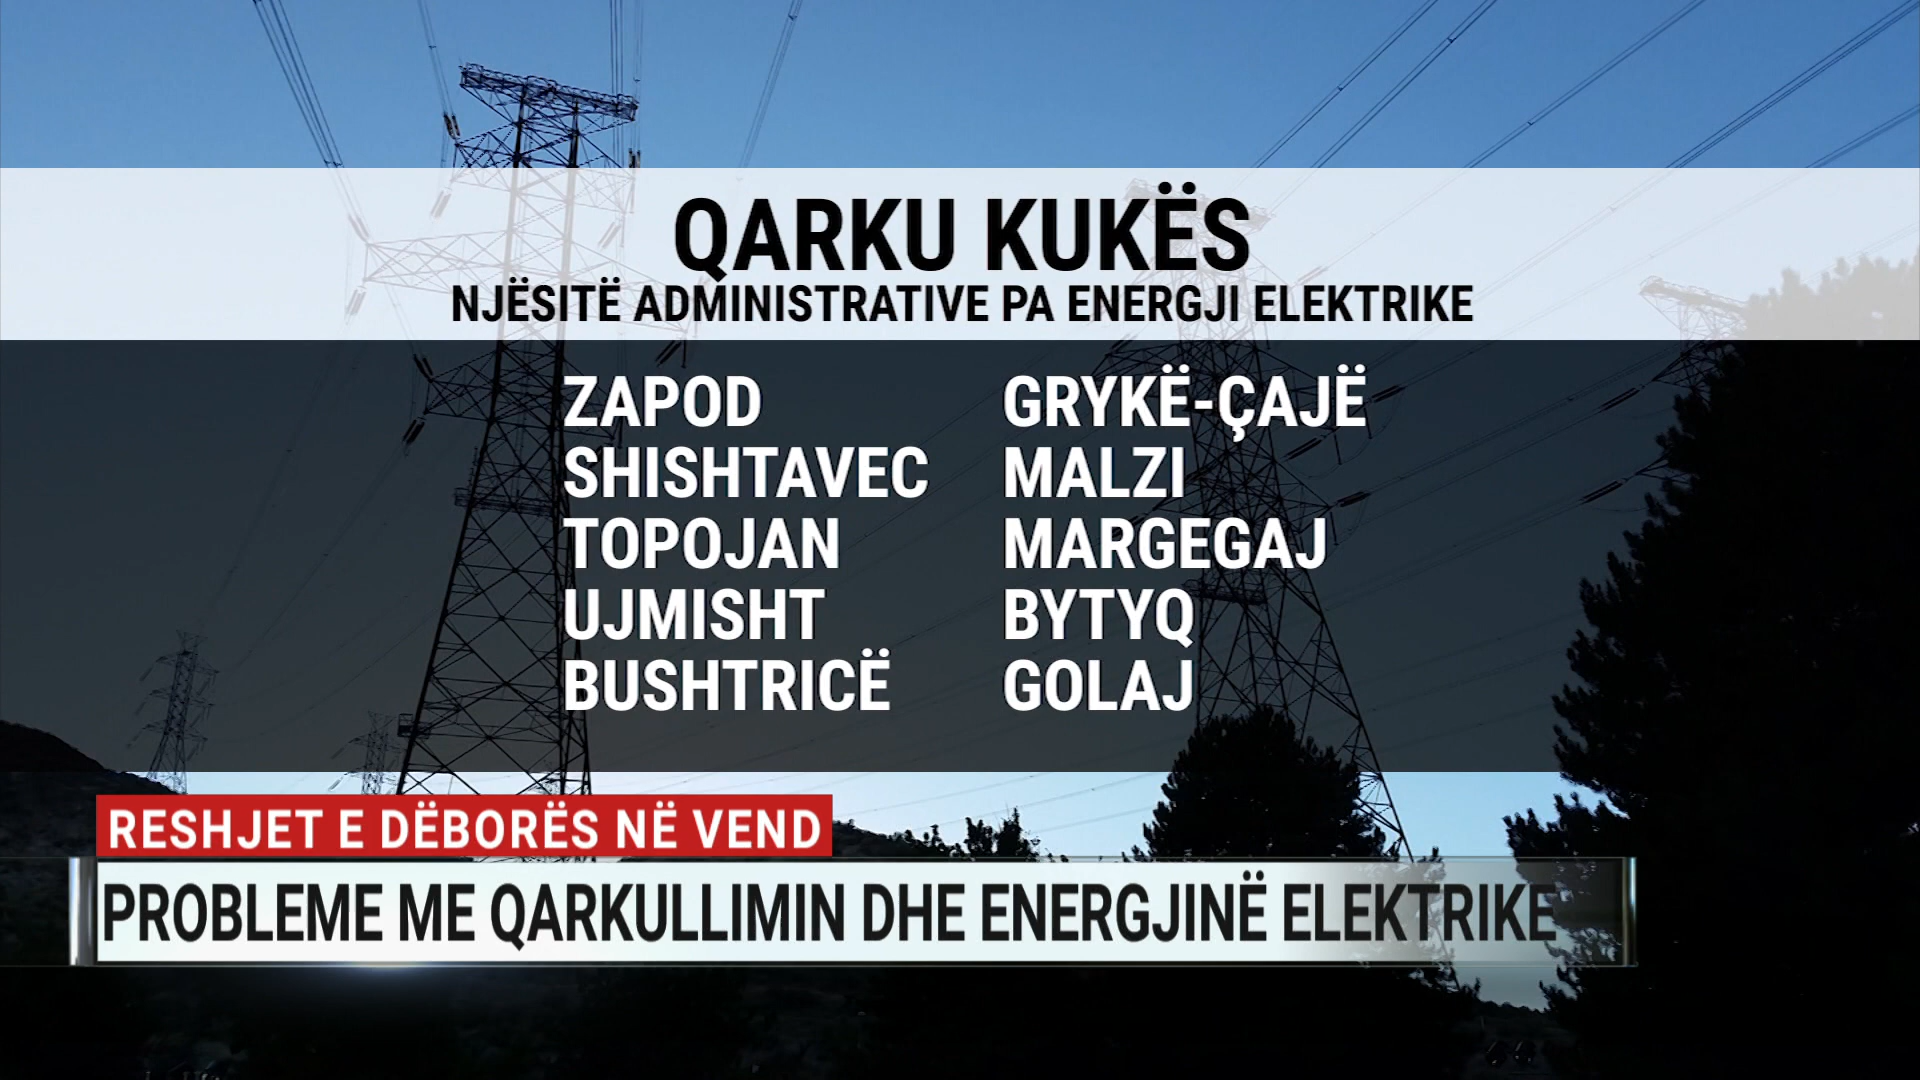 QARKU KUKËS
NJËSITË ADMINISTRATIVE PA ENERGJI ELEKTRIKE
ZAPOD
SHISHTAVEC
TOPOJAN
UJMISHT
BUSHTRICË
GRYKË-ÇAJË
MALZI
MARGEGAJ
BYTYQ
GOLAJ
RESHJET E DËBORËS NË VEND
PROBLEME ME QARKULLIMIN DHE ENERGJINË ELEKTRIKE